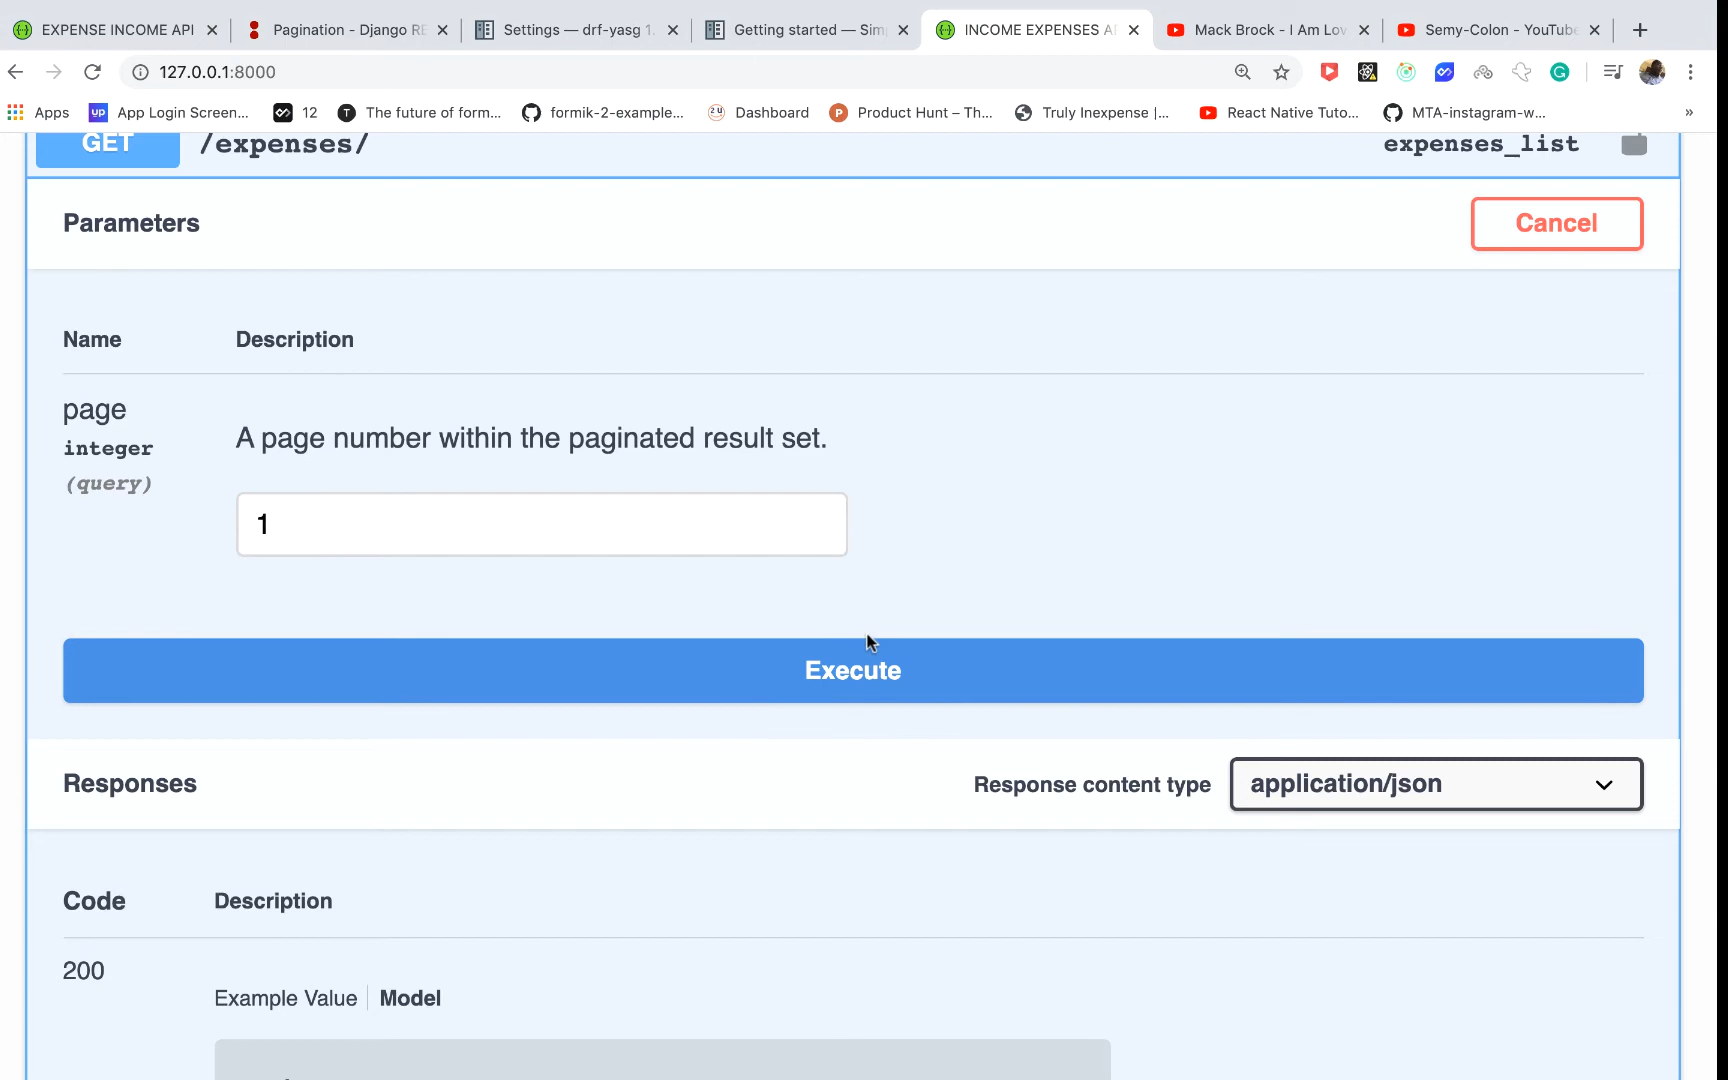 EXPENSE INCOME API
Pagination - Django RE
Settings — drf-yasg 1.
Getting started — Sim
INCOME EXPENSES A
Mack Brock - I Am Lov
Semy-Colon - YouTube
127.0.0.1:8000
Apps
App Login Screen...
12
The future of form...
formik-2-example...
Dashboard
Product Hunt – Th...
Truly Inexpense |...
React Native Tuto...
MTA-instagram-w...
»
GET
/expenses/
expenses_list
Parameters
Cancel
Name
Description
page
integer
(query)
A page number within the paginated result set.
1
Execute
Responses
Response content type
application/json
Code
Description
200
Example Value
Model